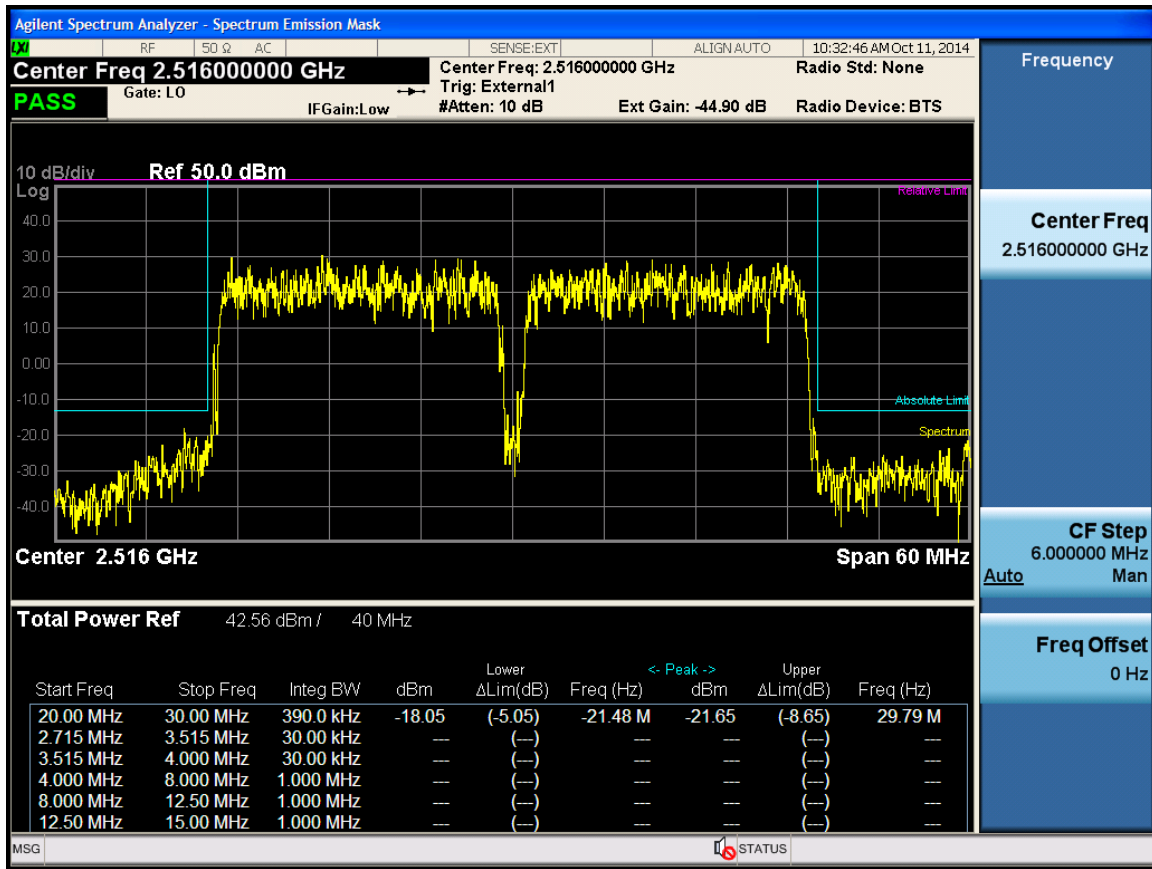 Agilent Spectrum Analyzer - Spectrum Emission Mask
LXI RF 50 Ω AC SENSE:EXT ALIGN AUTO 10:32:46 AM Oct 11, 2014
Center Freq 2.516000000 GHz
Center Freq: 2.516000000 GHz Radio Std: None
PASS Gate: LO Trig: External1
IFGain:Low #Atten: 10 dB Ext Gain: -44.90 dB Radio Device: BTS
10 dB/div Ref 50.0 dBm
Log
Relative Limit
40.0
30.0
20.0
10.0
0.00
-10.0
Absolute Limit
-20.0
Spectrum
-30.0
-40.0
Center 2.516 GHz Span 60 MHz
Total Power Ref 42.56 dBm / 40 MHz
Lower <- Peak -> Upper
Start Freq Stop Freq Integ BW dBm ΔLim(dB) Freq (Hz) dBm ΔLim(dB) Freq (Hz)
20.00 MHz 30.00 MHz 390.0 kHz -18.05 (-5.05) -21.48 M -21.65 (-8.65) 29.79 M
2.715 MHz 3.515 MHz 30.00 kHz --- (---) --- --- (---) ---
3.515 MHz 4.000 MHz 30.00 kHz --- (---) --- --- (---) ---
4.000 MHz 8.000 MHz 1.000 MHz --- (---) --- --- (---) ---
8.000 MHz 12.50 MHz 1.000 MHz --- (---) --- --- (---) ---
12.50 MHz 15.00 MHz 1.000 MHz --- (---) --- --- (---) ---
MSG STATUS
Frequency
Center Freq
2.516000000 GHz
CF Step
6.000000 MHz
Auto Man
Freq Offset
0 Hz